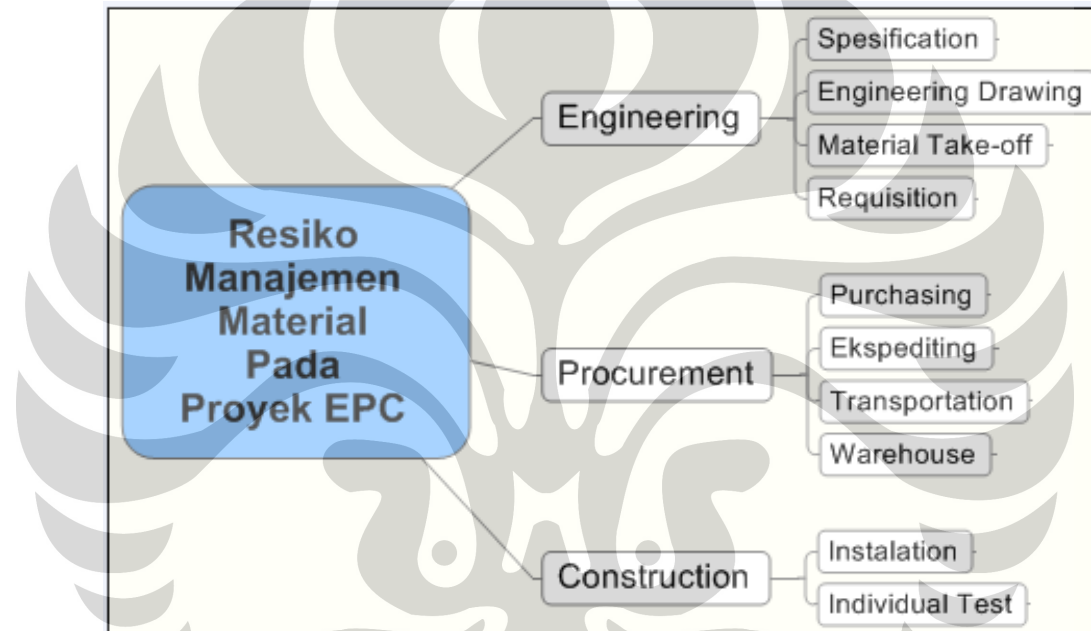 Resiko
Manajemen
Material
Pada
Proyek EPC
Engineering
Spesification
Engineering Drawing
Material Take-off
Requisition
Procurement
Purchasing
Ekspediting
Transportation
Warehouse
Construction
Instalation
Individual Test